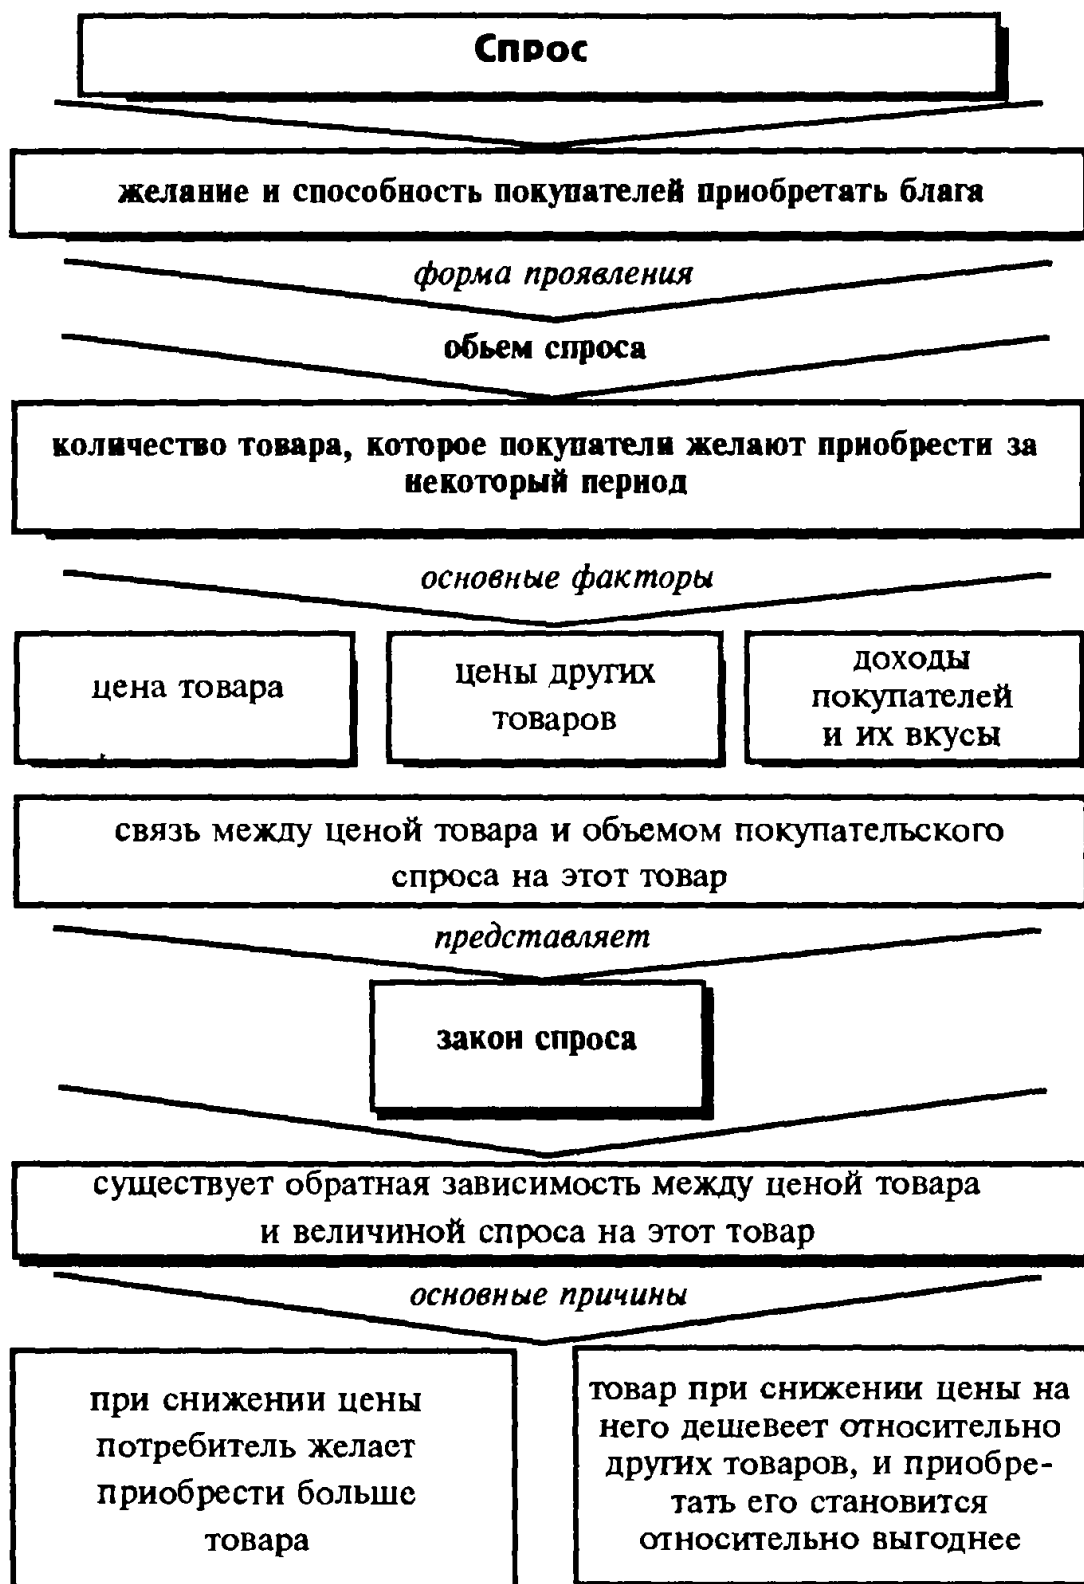 Спрос
желание и способность покупателей приобретать блага
форма проявления
обьем спроса
количество товара, которое покупатели желают приобрести за
некоторый период
основные факторы
цена товара
цены других
товаров
доходы
покупателей
и их вкусы
связь между ценой товара и объемом покупательского
спроса на этот товар
представляет
закон спроса
существует обратная зависимость между ценой товара
и величиной спроса на этот товар
основные причины
при снижении цены
потребитель желает
приобрести больше
товара
товар при снижении цены на
него дешевеет относительно
других товаров, и приобре-
тать его становится
относительно выгоднее